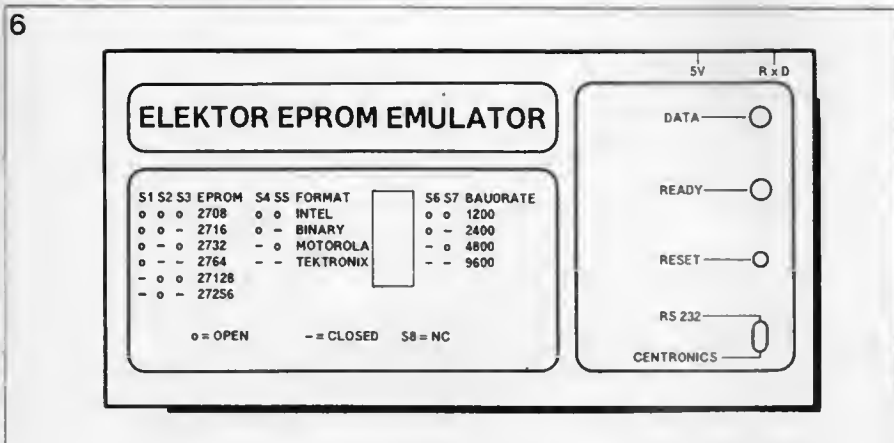 6
5V RxD
ELEKTOR EPROM EMULATOR
DATA
READY
RESET
RS 232
CENTRONICS
S1 S2 S3 EPROM S4 S5 FORMAT S6 S7 BAUDRATE
o o o 2708 o o INTEL o o 1200
o o - 2716 o - BINARY o - 2400
o - o 2732 - o MOTOROLA - o 4800
o - - 2764 - - TEKTRONIX - - 9600
- o o 27128
- o - 27256
o = OPEN - = CLOSED S8 = NC